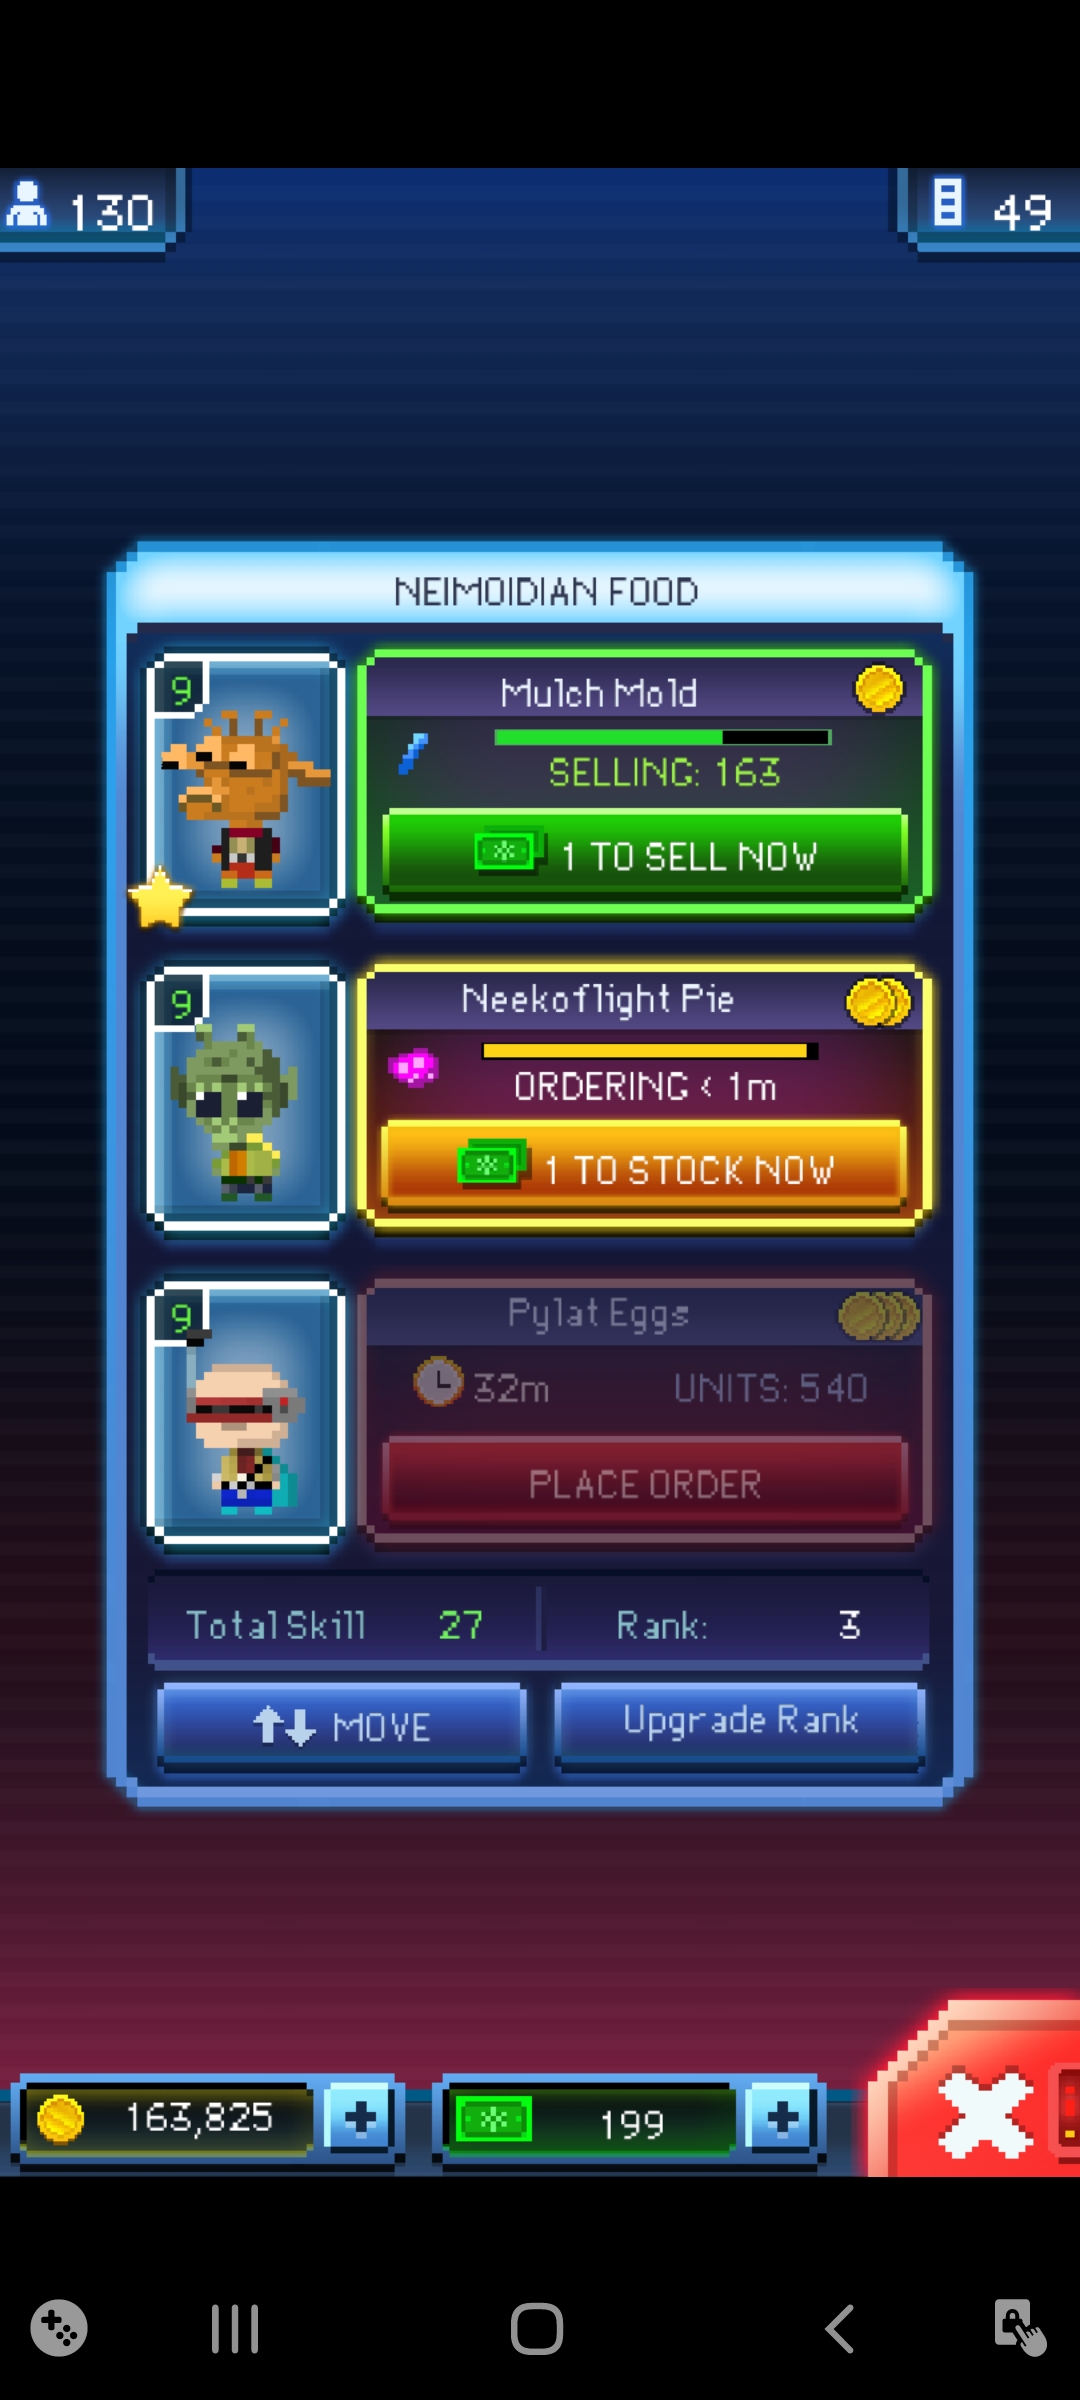 130
49
NEIMOIDIAN FOOD
9
Mulch Mold
SELLING: 163
1 TO SELL NOW
9
Neekoflight Pie
ORDERING < 1m
1 TO STOCK NOW
9
Pylat Eggs
32m UNITS: 540
PLACE ORDER
Total Skill 27 Rank: 3
MOVE Upgrade Rank
163,825 199